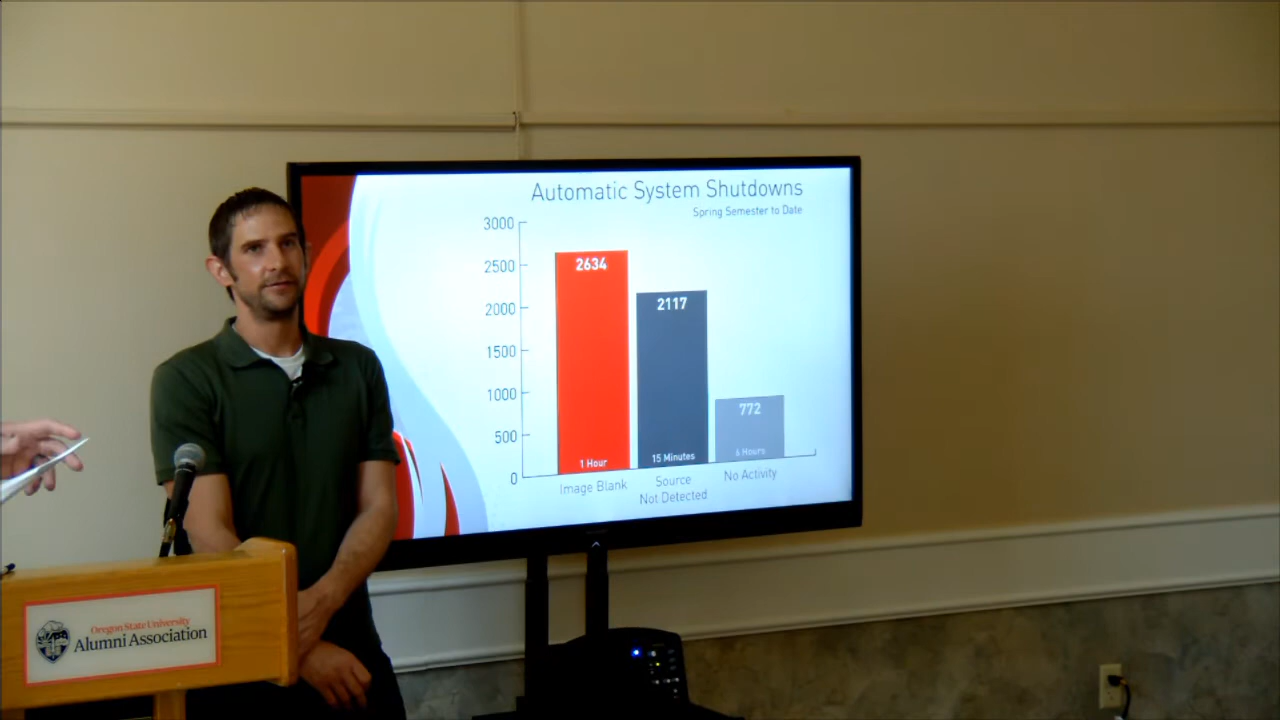 Automatic System Shutdowns
Spring Semester to Date
3000
2500
2000
1500
1000
500
0
2634
2117
772
1 Hour
15 Minutes
6 Hours
Image Blank
Source
Not Detected
No Activity
Oregon State University
Alumni Association